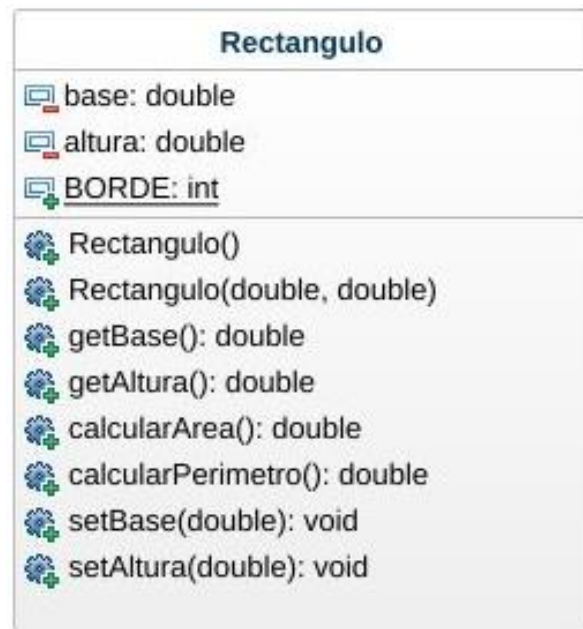 Rectangulo
base: double
altura: double
BORDE: int
Rectangulo()
Rectangulo(double, double)
getBase(): double
getAltura(): double
calcularArea(): double
calcularPerimetro(): double
setBase(double): void
setAltura(double): void